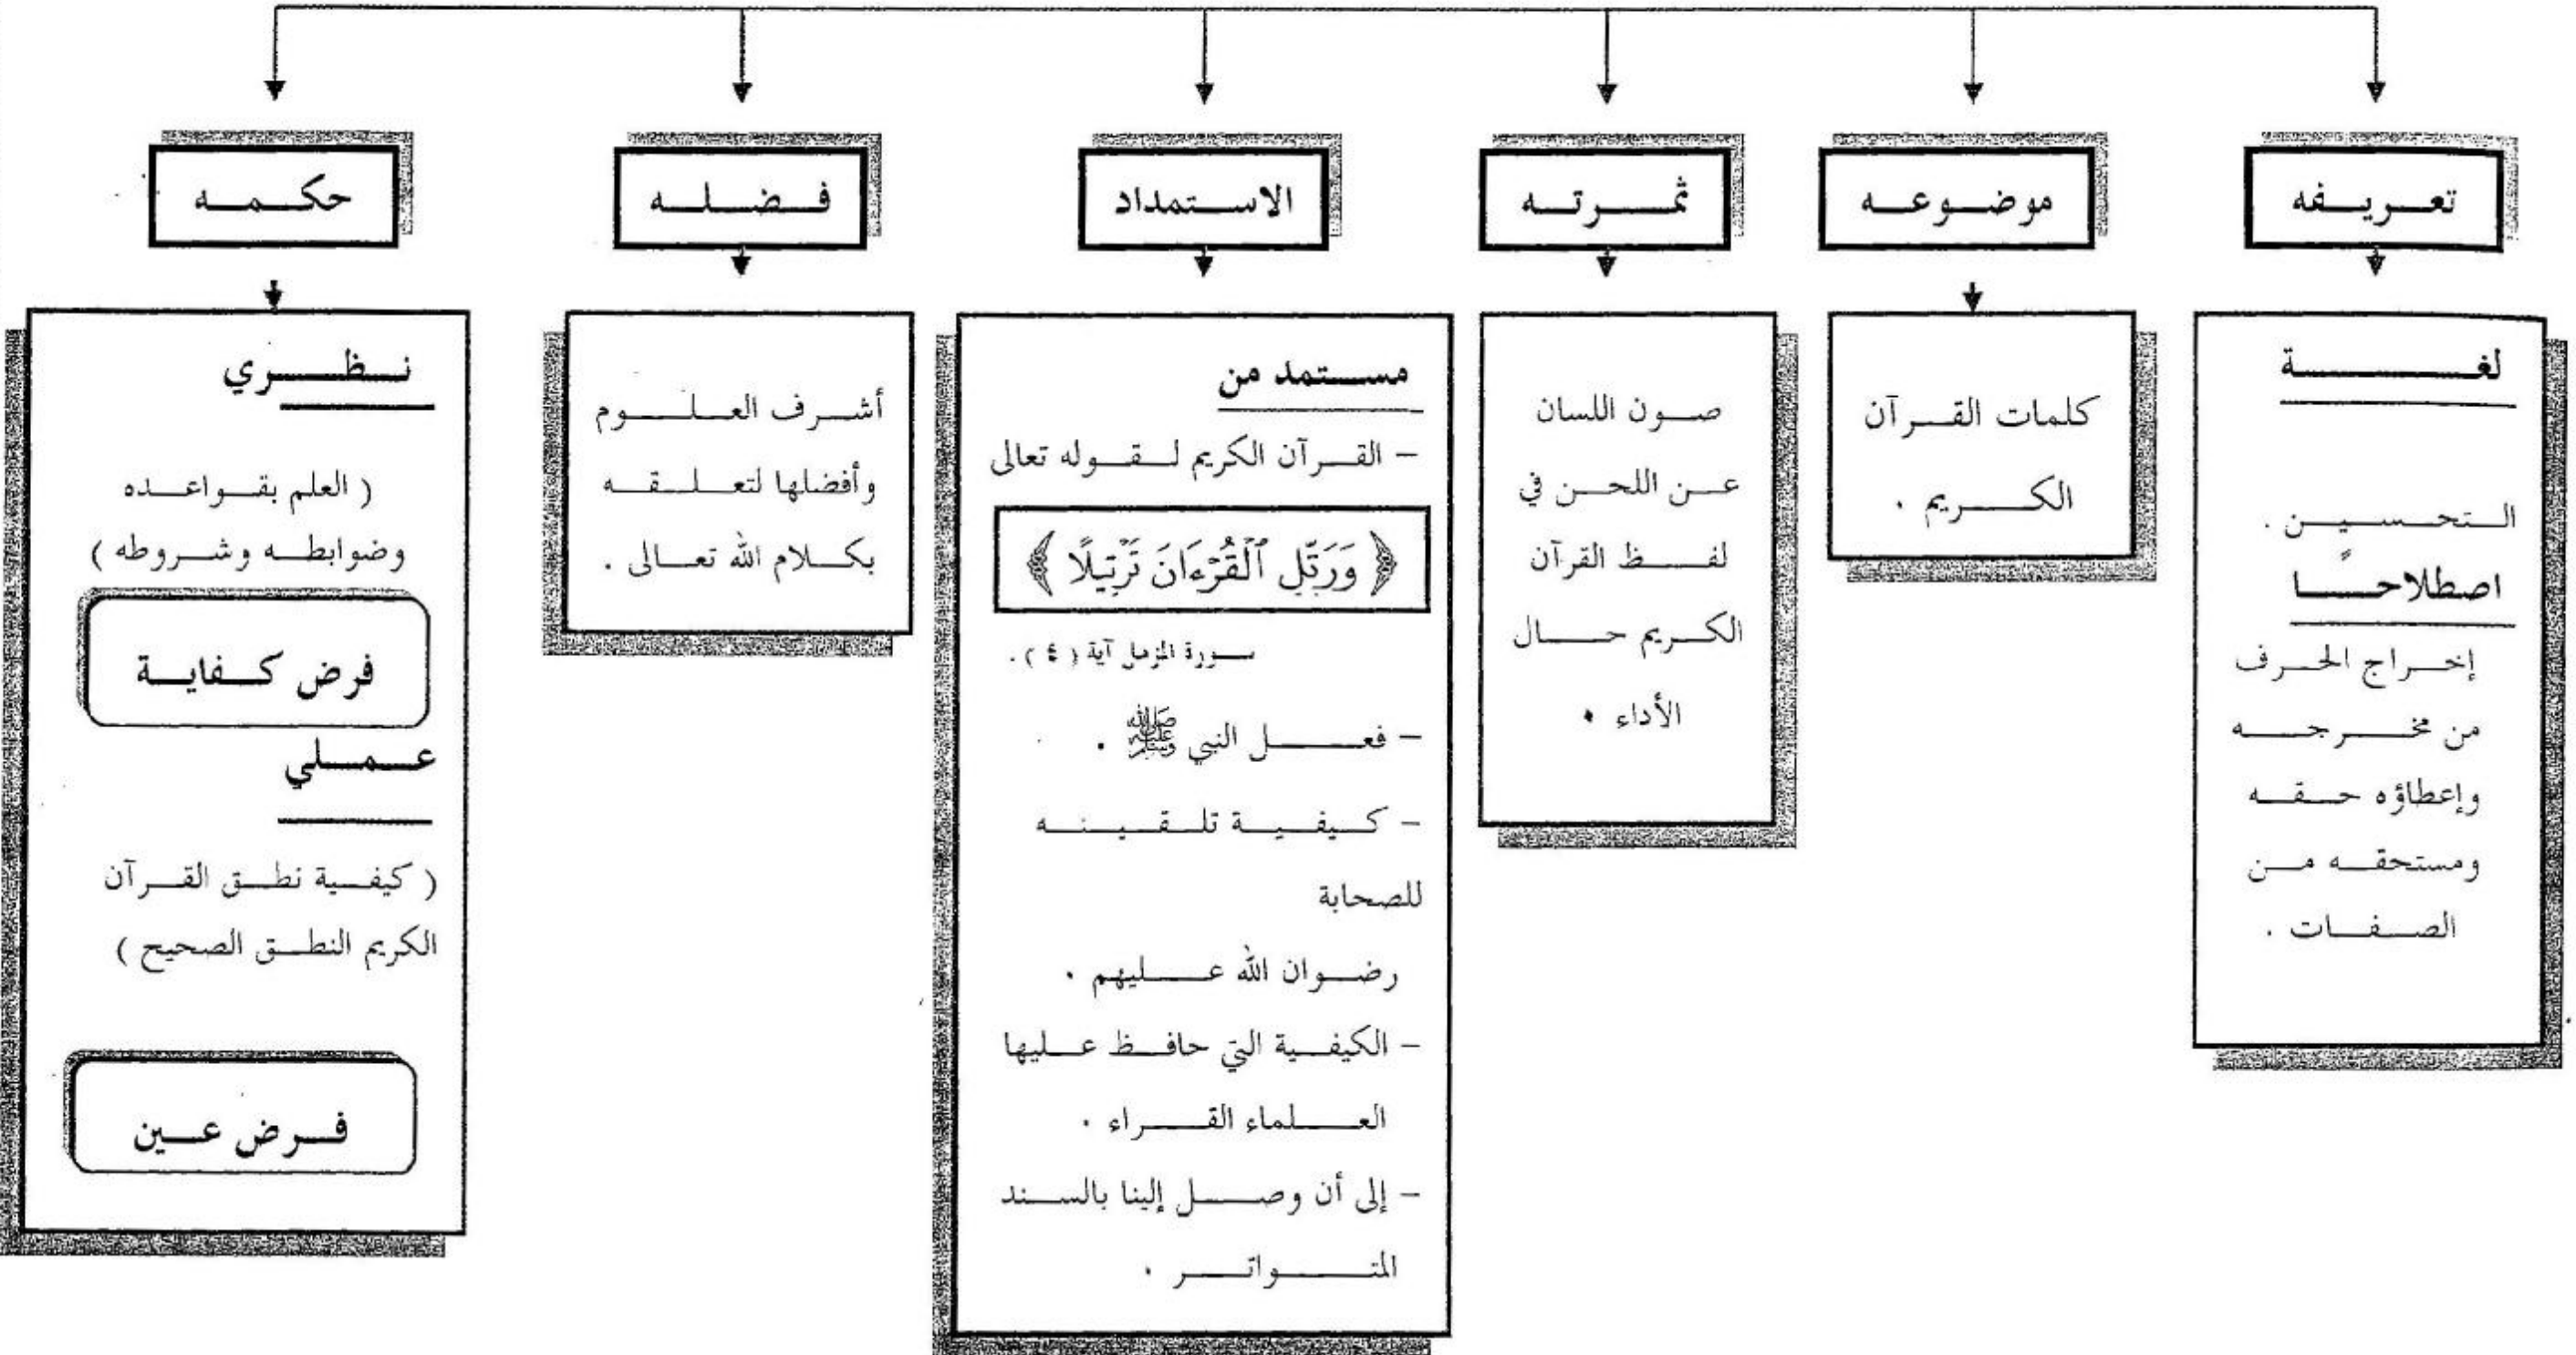 تعريفه
لغة
التحسين .
اصطلاحاً
إخراج الحرف
من مخرجه
وإعطاؤه حقه
ومستحقه من
الصفات .
موضوعه
كلمات القرآن
الكريم .
ثمرته
صون اللسان
عن اللحن في
لفظ القرآن
الكريم حال
الأداء .
الاستمداد
مستمد من
– القرآن الكريم لقوله تعالى
﴿ وَرَتِّلِ ٱلْقُرْءَانَ تَرْتِيلًا ﴾
سورة المزمل آية ( ٤ ).
– فعل النبي ﷺ .
– كيفية تلقينه
للصحابة
رضوان الله عليهم .
– الكيفية التي حافظ عليها
العلماء القراء .
– إلى أن وصل إلينا بالسند
المتواتر .
فضله
أشرف العلوم
وأفضلها لتعلقه
بكلام الله تعالى .
حكمه
نظري
( العلم بقواعده
وضوابطه وشروطه )
فرض كفاية
عملي
( كيفية نطق القرآن
الكريم النطق الصحيح )
فرض عين